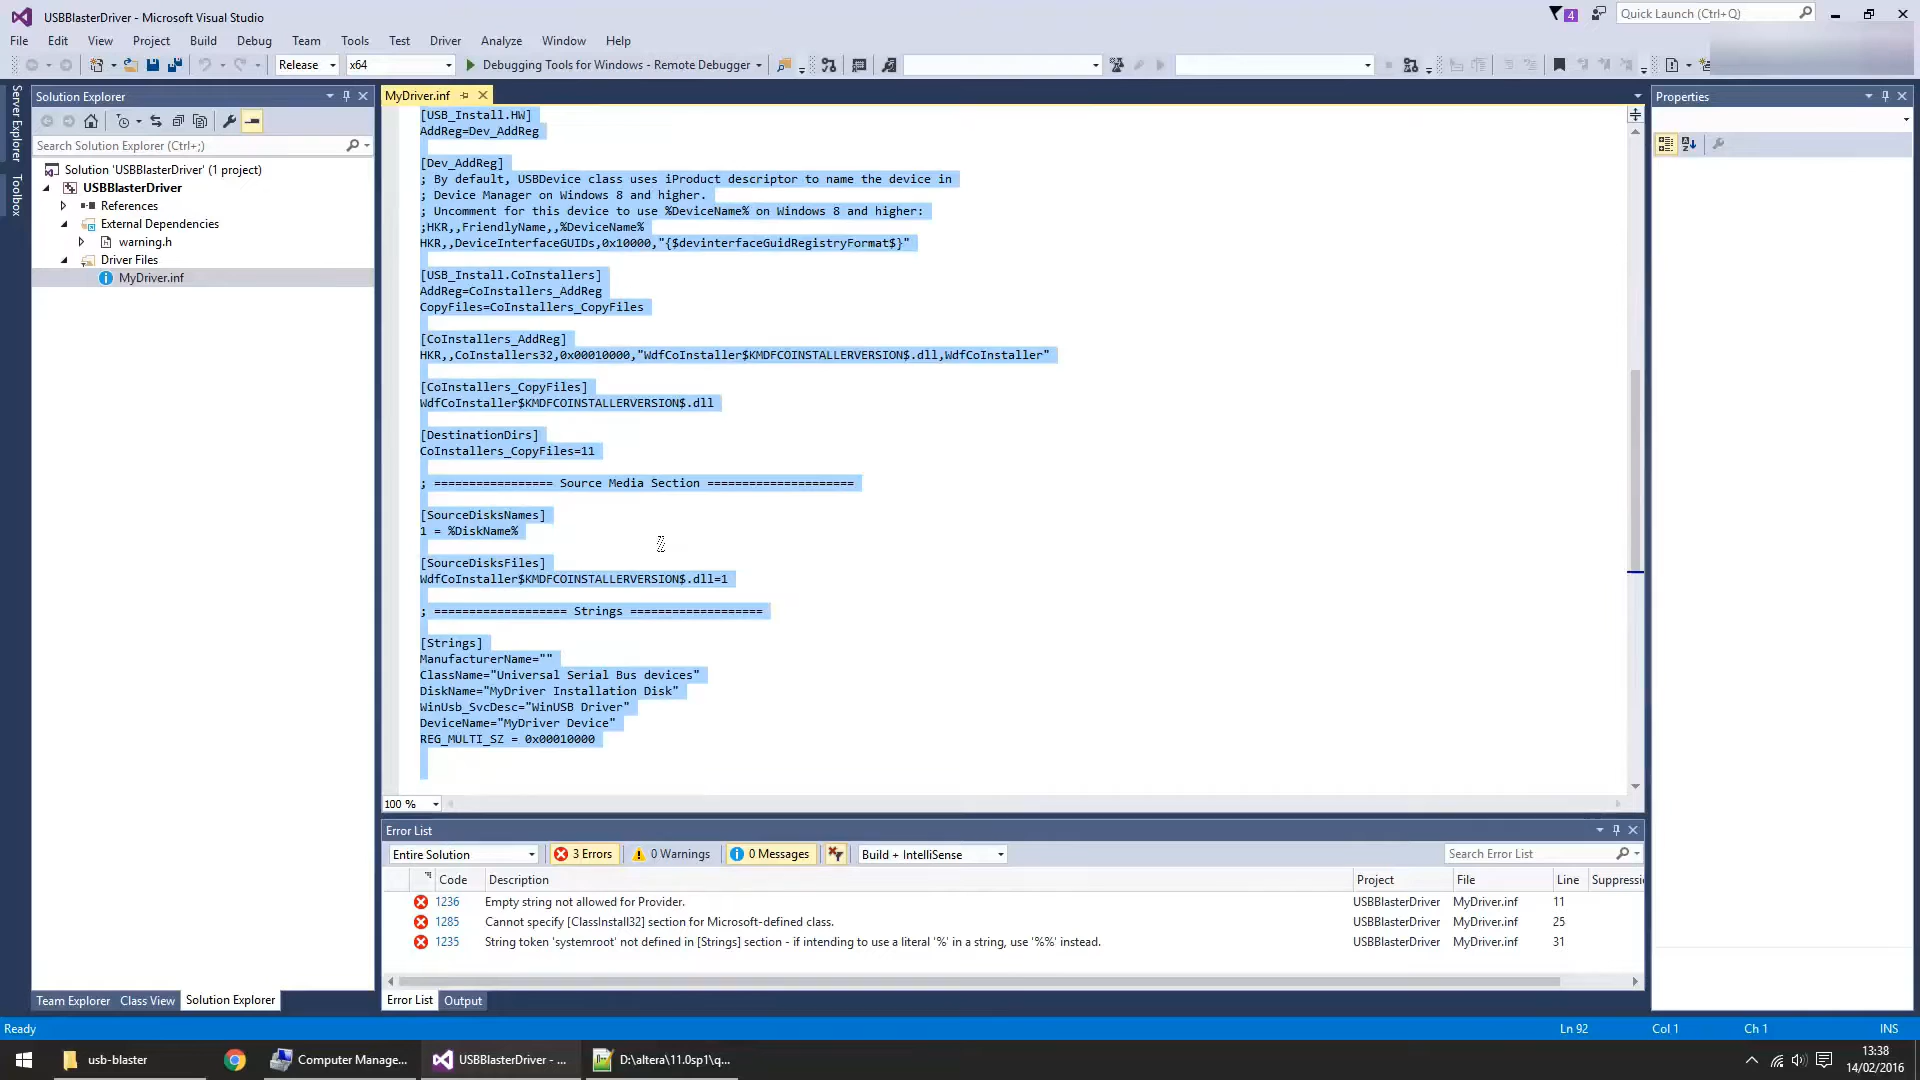 USBBlasterDriver - Microsoft Visual Studio
4
Quick Launch (Ctrl+Q)
File Edit View Project Build Debug Team Tools Test Driver Analyze Window Help
Release x64 Debugging Tools for Windows - Remote Debugger
Server Explorer
Toolbox
Solution Explorer
Search Solution Explorer (Ctrl+;)
Solution 'USBBlasterDriver' (1 project)
USBBlasterDriver
References
External Dependencies
warning.h
Driver Files
MyDriver.inf
Team Explorer Class View Solution Explorer
MyDriver.inf
[USB_Install.HW]
AddReg=Dev_AddReg
[Dev_AddReg]
; By default, USBDevice class uses iProduct descriptor to name the device in
; Device Manager on Windows 8 and higher.
; Uncomment for this device to use %DeviceName% on Windows 8 and higher:
;HKR,,FriendlyName,,%DeviceName%
HKR,,DeviceInterfaceGUIDs,0x10000,"{$devinterfaceGuidRegistryFormat$}"
[USB_Install.CoInstallers]
AddReg=CoInstallers_AddReg
CopyFiles=CoInstallers_CopyFiles
[CoInstallers_AddReg]
HKR,,CoInstallers32,0x00010000,"WdfCoInstaller$KMDFCOINSTALLERVERSION$.dll,WdfCoInstaller"
[CoInstallers_CopyFiles]
WdfCoInstaller$KMDFCOINSTALLERVERSION$.dll
[DestinationDirs]
CoInstallers_CopyFiles=11
; ================= Source Media Section =====================
[SourceDisksNames]
1 = %DiskName%
[SourceDisksFiles]
WdfCoInstaller$KMDFCOINSTALLERVERSION$.dll=1
; =================== Strings ===================
[Strings]
ManufacturerName=""
ClassName="Universal Serial Bus devices"
DiskName="MyDriver Installation Disk"
WinUsb_SvcDesc="WinUSB Driver"
DeviceName="MyDriver Device"
REG_MULTI_SZ = 0x00010000
100 %
Properties
Error List
Entire Solution 3 Errors 0 Warnings 0 Messages Build + IntelliSense Search Error List
Code Description Project File Line Suppressi
1236 Empty string not allowed for Provider. USBBlasterDriver MyDriver.inf 11
1285 Cannot specify [ClassInstall32] section for Microsoft-defined class. USBBlasterDriver MyDriver.inf 25
1235 String token 'systemroot' not defined in [Strings] section - if intending to use a literal '%' in a string, use '%%' instead. USBBlasterDriver MyDriver.inf 31
Error List Output
Ready Ln 92 Col 1 Ch 1 INS
usb-blaster Computer Manage... USBBlasterDriver - ... D:\altera\11.0sp1\q...
13:38
14/02/2016